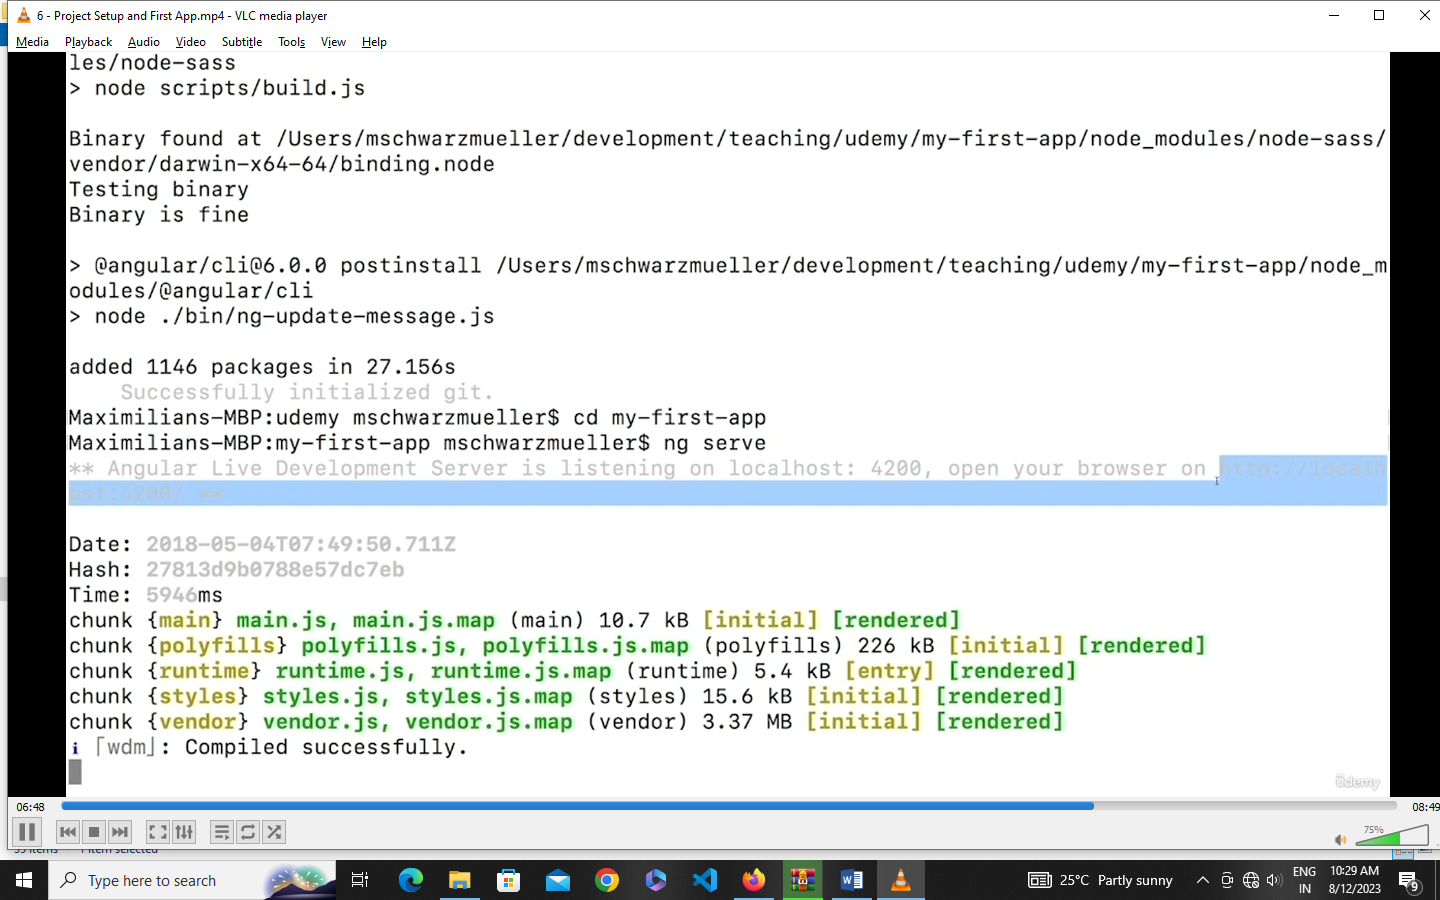 6 - Project Setup and First App.mp4 - VLC media player
Media Playback Audio Video Subtitle Tools View Help
les/node-sass
> node scripts/build.js
Binary found at /Users/mschwarzmueller/development/teaching/udemy/my-first-app/node_modules/node-sass/
vendor/darwin-x64-64/binding.node
Testing binary
Binary is fine
> @angular/cli@6.0.0 postinstall /Users/mschwarzmueller/development/teaching/udemy/my-first-app/node_m
odules/@angular/cli
> node ./bin/ng-update-message.js
added 1146 packages in 27.156s
Successfully initialized git.
Maximilians-MBP:udemy mschwarzmueller$ cd my-first-app
Maximilians-MBP:my-first-app mschwarzmueller$ ng serve
** Angular Live Development Server is listening on localhost: 4200, open your browser on http://localh
ost:4200/ **
Date: 2018-05-04T07:49:50.711Z
Hash: 27813d9b0788e57dc7eb
Time: 5946ms
chunk {main} main.js, main.js.map (main) 10.7 kB [initial] [rendered]
chunk {polyfills} polyfills.js, polyfills.js.map (polyfills) 226 kB [initial] [rendered]
chunk {runtime} runtime.js, runtime.js.map (runtime) 5.4 kB [entry] [rendered]
chunk {styles} styles.js, styles.js.map (styles) 15.6 kB [initial] [rendered]
chunk {vendor} vendor.js, vendor.js.map (vendor) 3.37 MB [initial] [rendered]
i ｢wdm｣: Compiled successfully.
Udemy
06:48 08:49
75%
items 1 item selected
Type here to search
25°C Partly sunny
ENG
IN
10:29 AM
8/12/2023
9